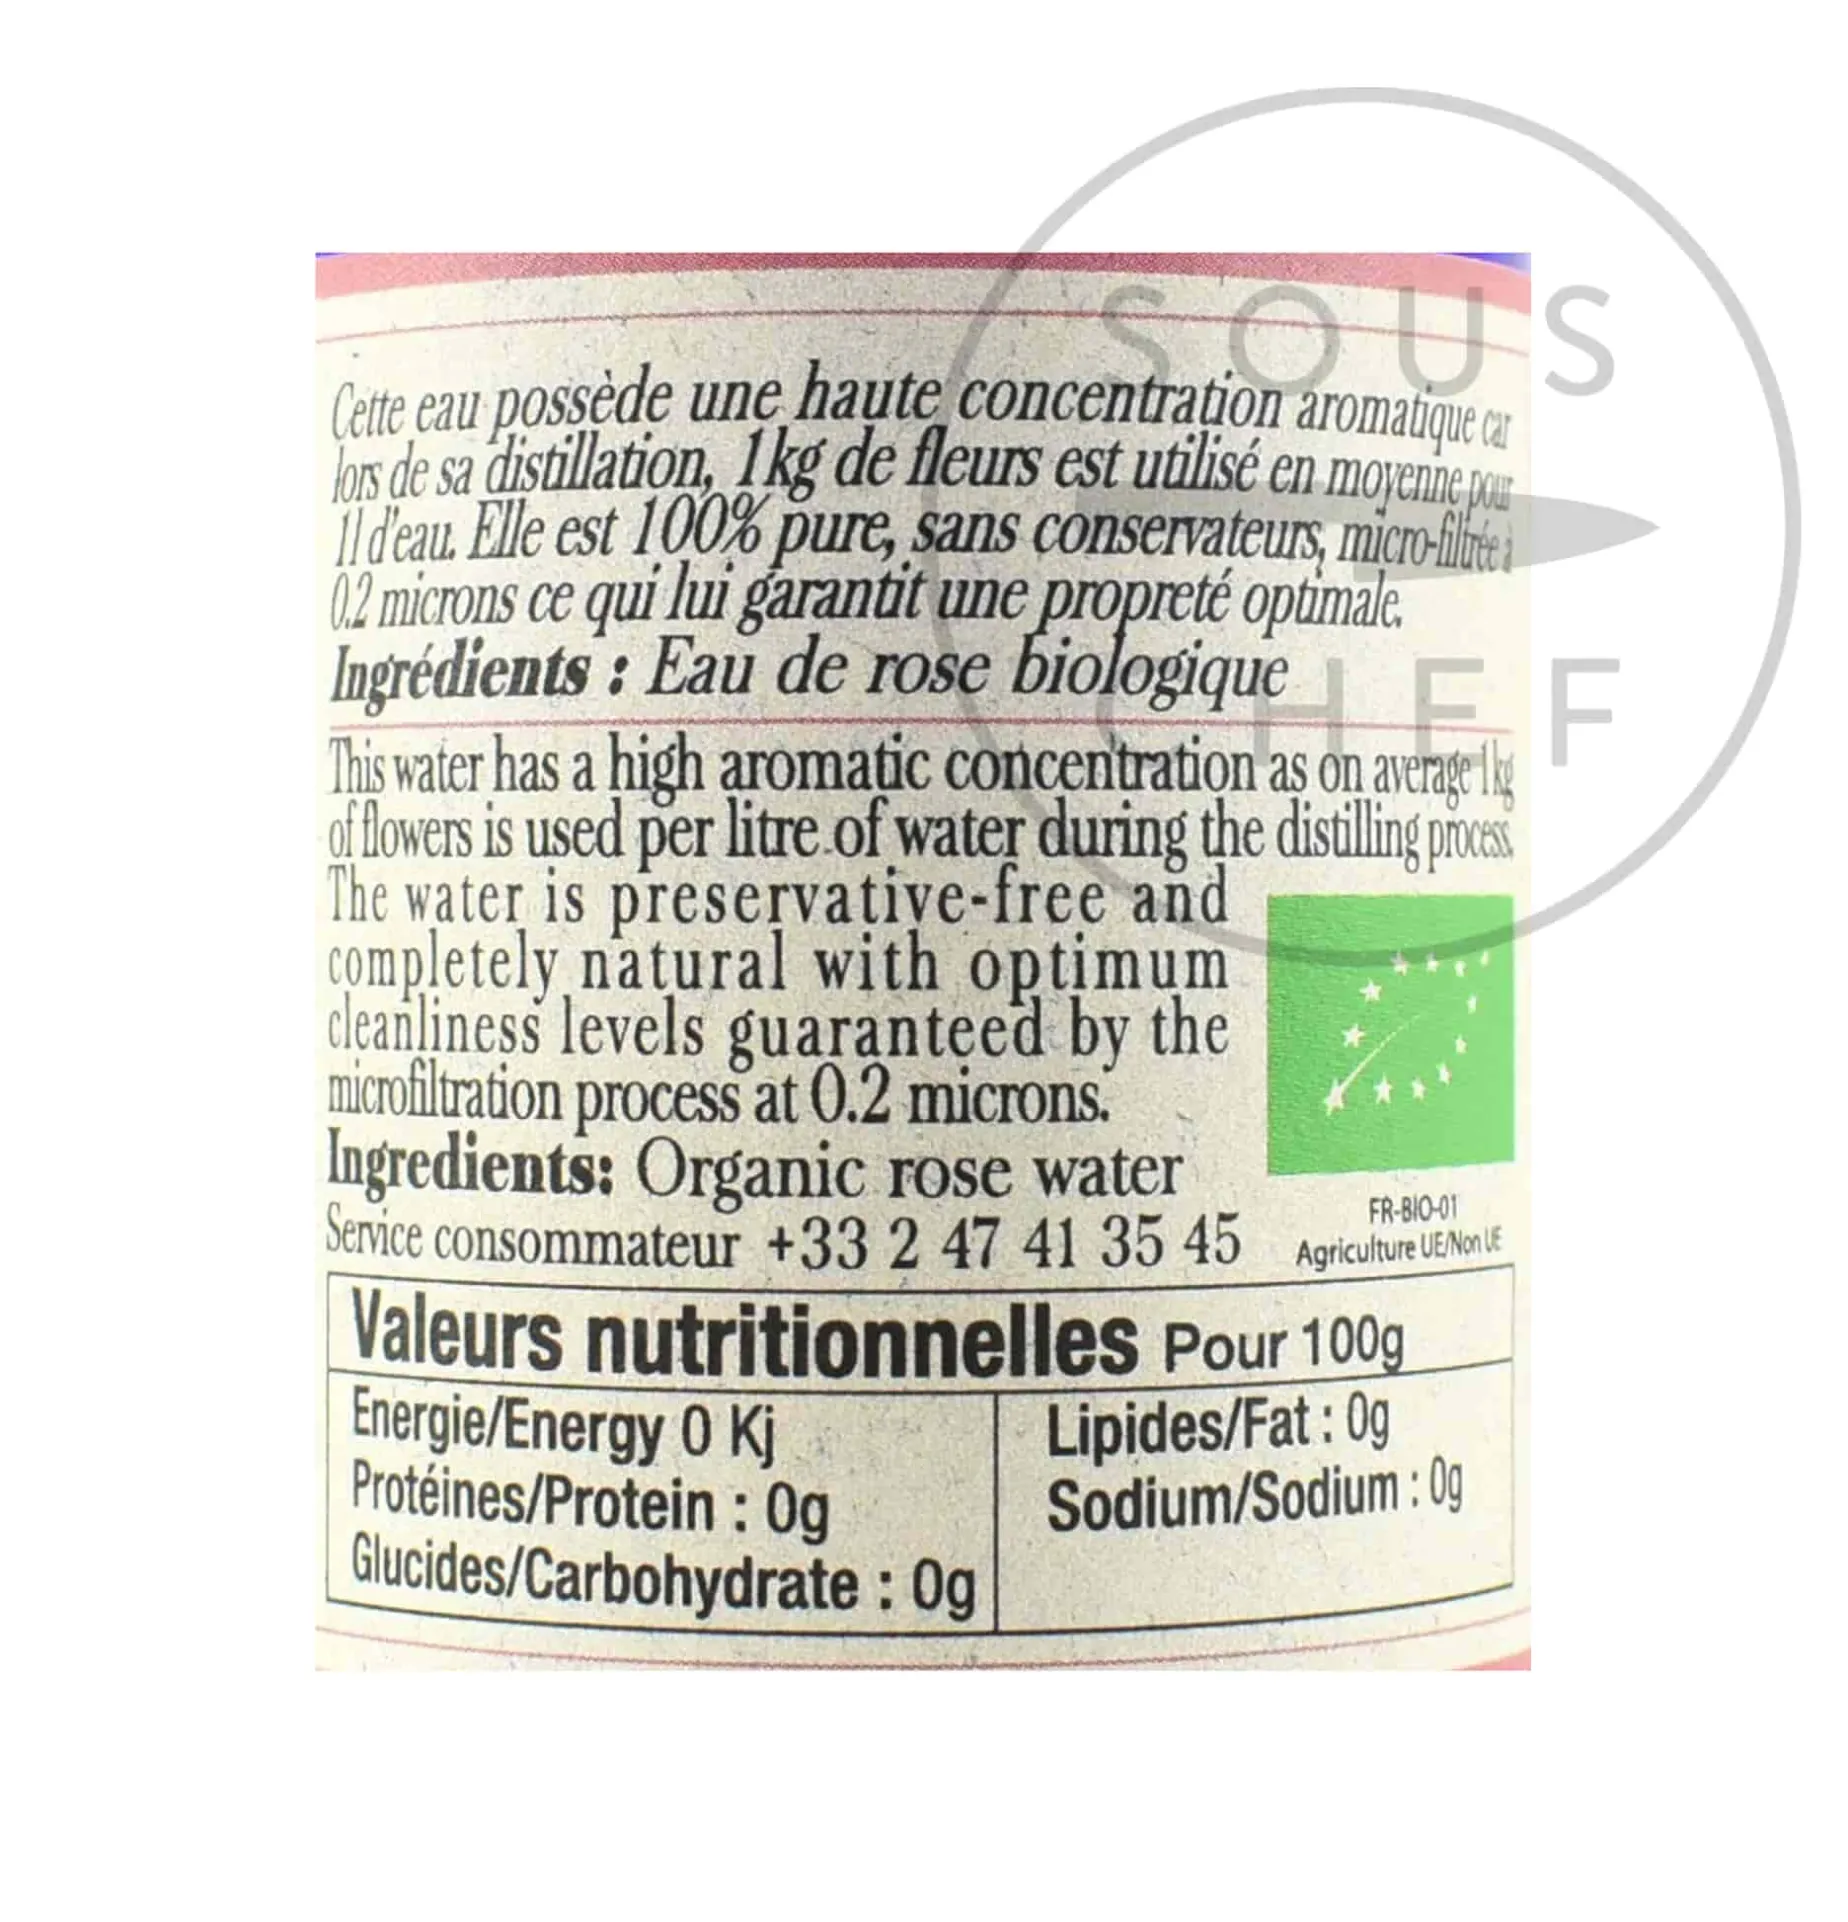 SOUS
CHEF
Cette eau possède une haute concentration aromatique car
lors de sa distillation, 1kg de fleurs est utilisé en moyenne pour
1l d'eau. Elle est 100% pure, sans conservateurs, micro-filtrée à
0.2 microns ce qui lui garantit une propreté optimale.
Ingrédients : Eau de rose biologique
This water has a high aromatic concentration as on average 1kg
of flowers is used per litre of water during the distilling process.
The water is preservative-free and
completely natural with optimum
cleanliness levels guaranteed by the
microfiltration process at 0.2 microns.
Ingredients: Organic rose water
Service consommateur +33 2 47 41 35 45
FR-BIO-01
Agriculture UE/Non UE
Valeurs nutritionnelles Pour 100g
Energie/Energy 0 Kj
Protéines/Protein : 0g
Glucides/Carbohydrate : 0g
Lipides/Fat : 0g
Sodium/Sodium : 0g